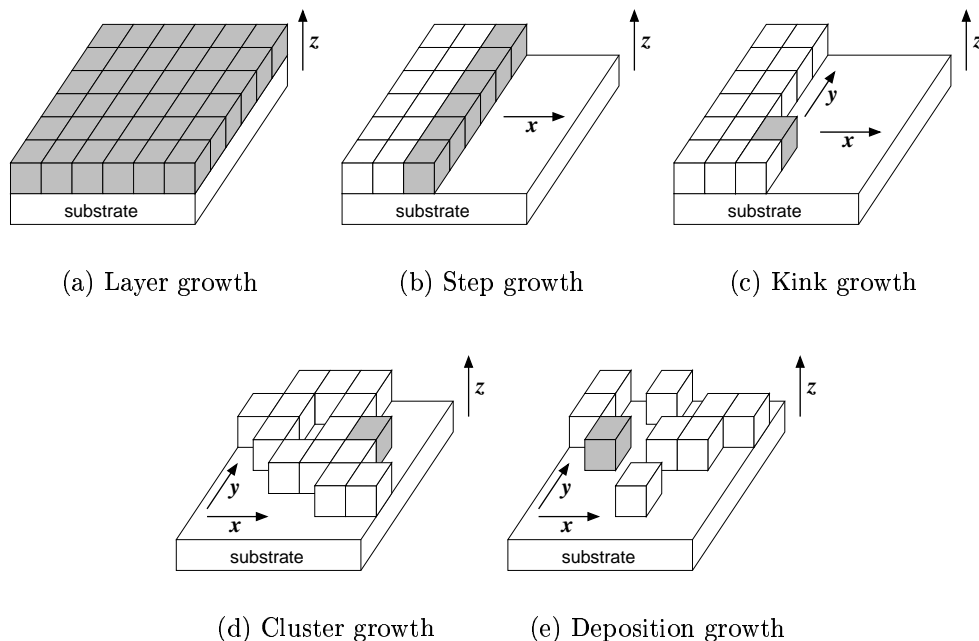 z
substrate
(a) Layer growth
z
x
substrate
(b) Step growth
z
y
x
substrate
(c) Kink growth
z
y
x
substrate
(d) Cluster growth
z
y
x
substrate
(e) Deposition growth